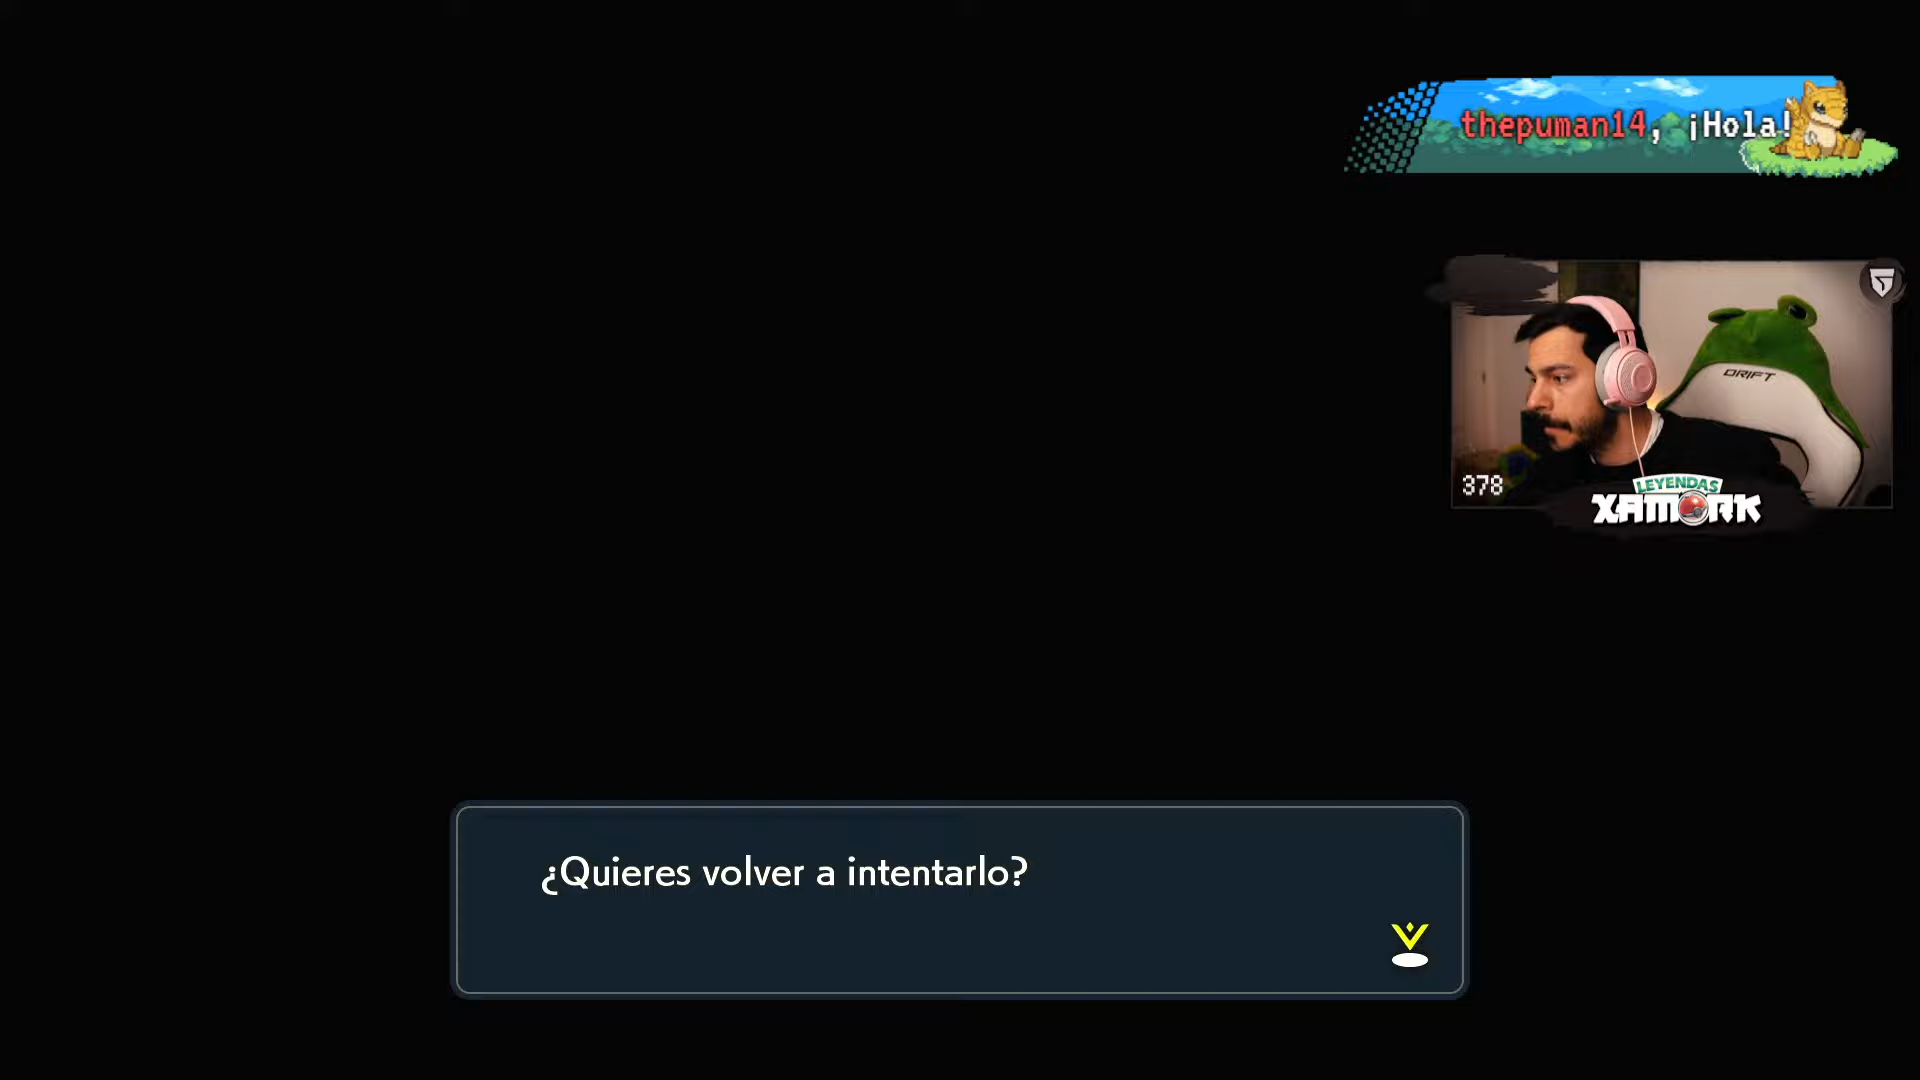 thepuman14, ¡Hola!
DRIFT
378
LEYENDAS
XAMORK
¿Quieres volver a intentarlo?